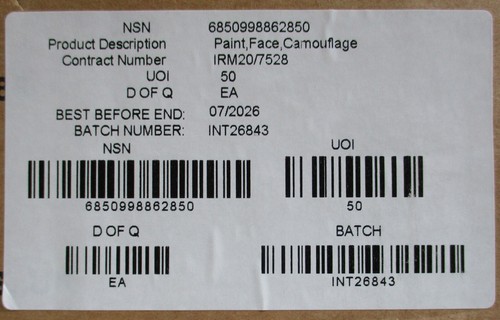 NSN 6850998862850
Product Description Paint,Face,Camouflage
Contract Number IRM20/7528
UOI 50
D OF Q EA
BEST BEFORE END: 07/2026
BATCH NUMBER: INT26843
NSN UOI
6850998862850 50
D OF Q BATCH
EA INT26843